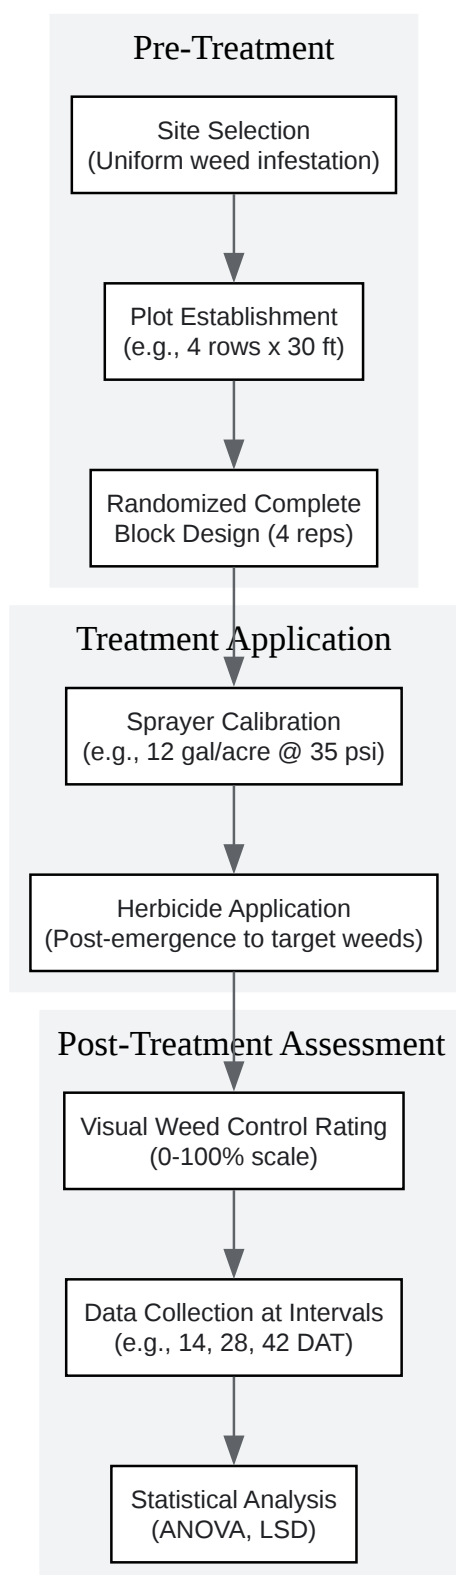 Pre-Treatment
Site Selection
(Uniform weed infestation)
Plot Establishment
(e.g., 4 rows x 30 ft)
Randomized Complete
Block Design (4 reps)
Treatment Application
Sprayer Calibration
(e.g., 12 gal/acre @ 35 psi)
Herbicide Application
(Post-emergence to target weeds)
Post-Treatment Assessment
Visual Weed Control Rating
(0-100% scale)
Data Collection at Intervals
(e.g., 14, 28, 42 DAT)
Statistical Analysis
(ANOVA, LSD)